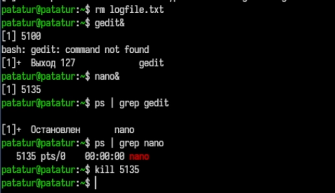 patatur@patatur:~$ rm logfile.txt
patatur@patatur:~$ gedit&
[1] 5100
bash: gedit: command not found
[1]+  Выход 127            gedit
patatur@patatur:~$ nano&
[1] 5135
patatur@patatur:~$ ps | grep gedit
[1]+  Остановлен    nano
patatur@patatur:~$ ps | grep nano
5135 pts/0    00:00:00 nano
patatur@patatur:~$ kill 5135
patatur@patatur:~$